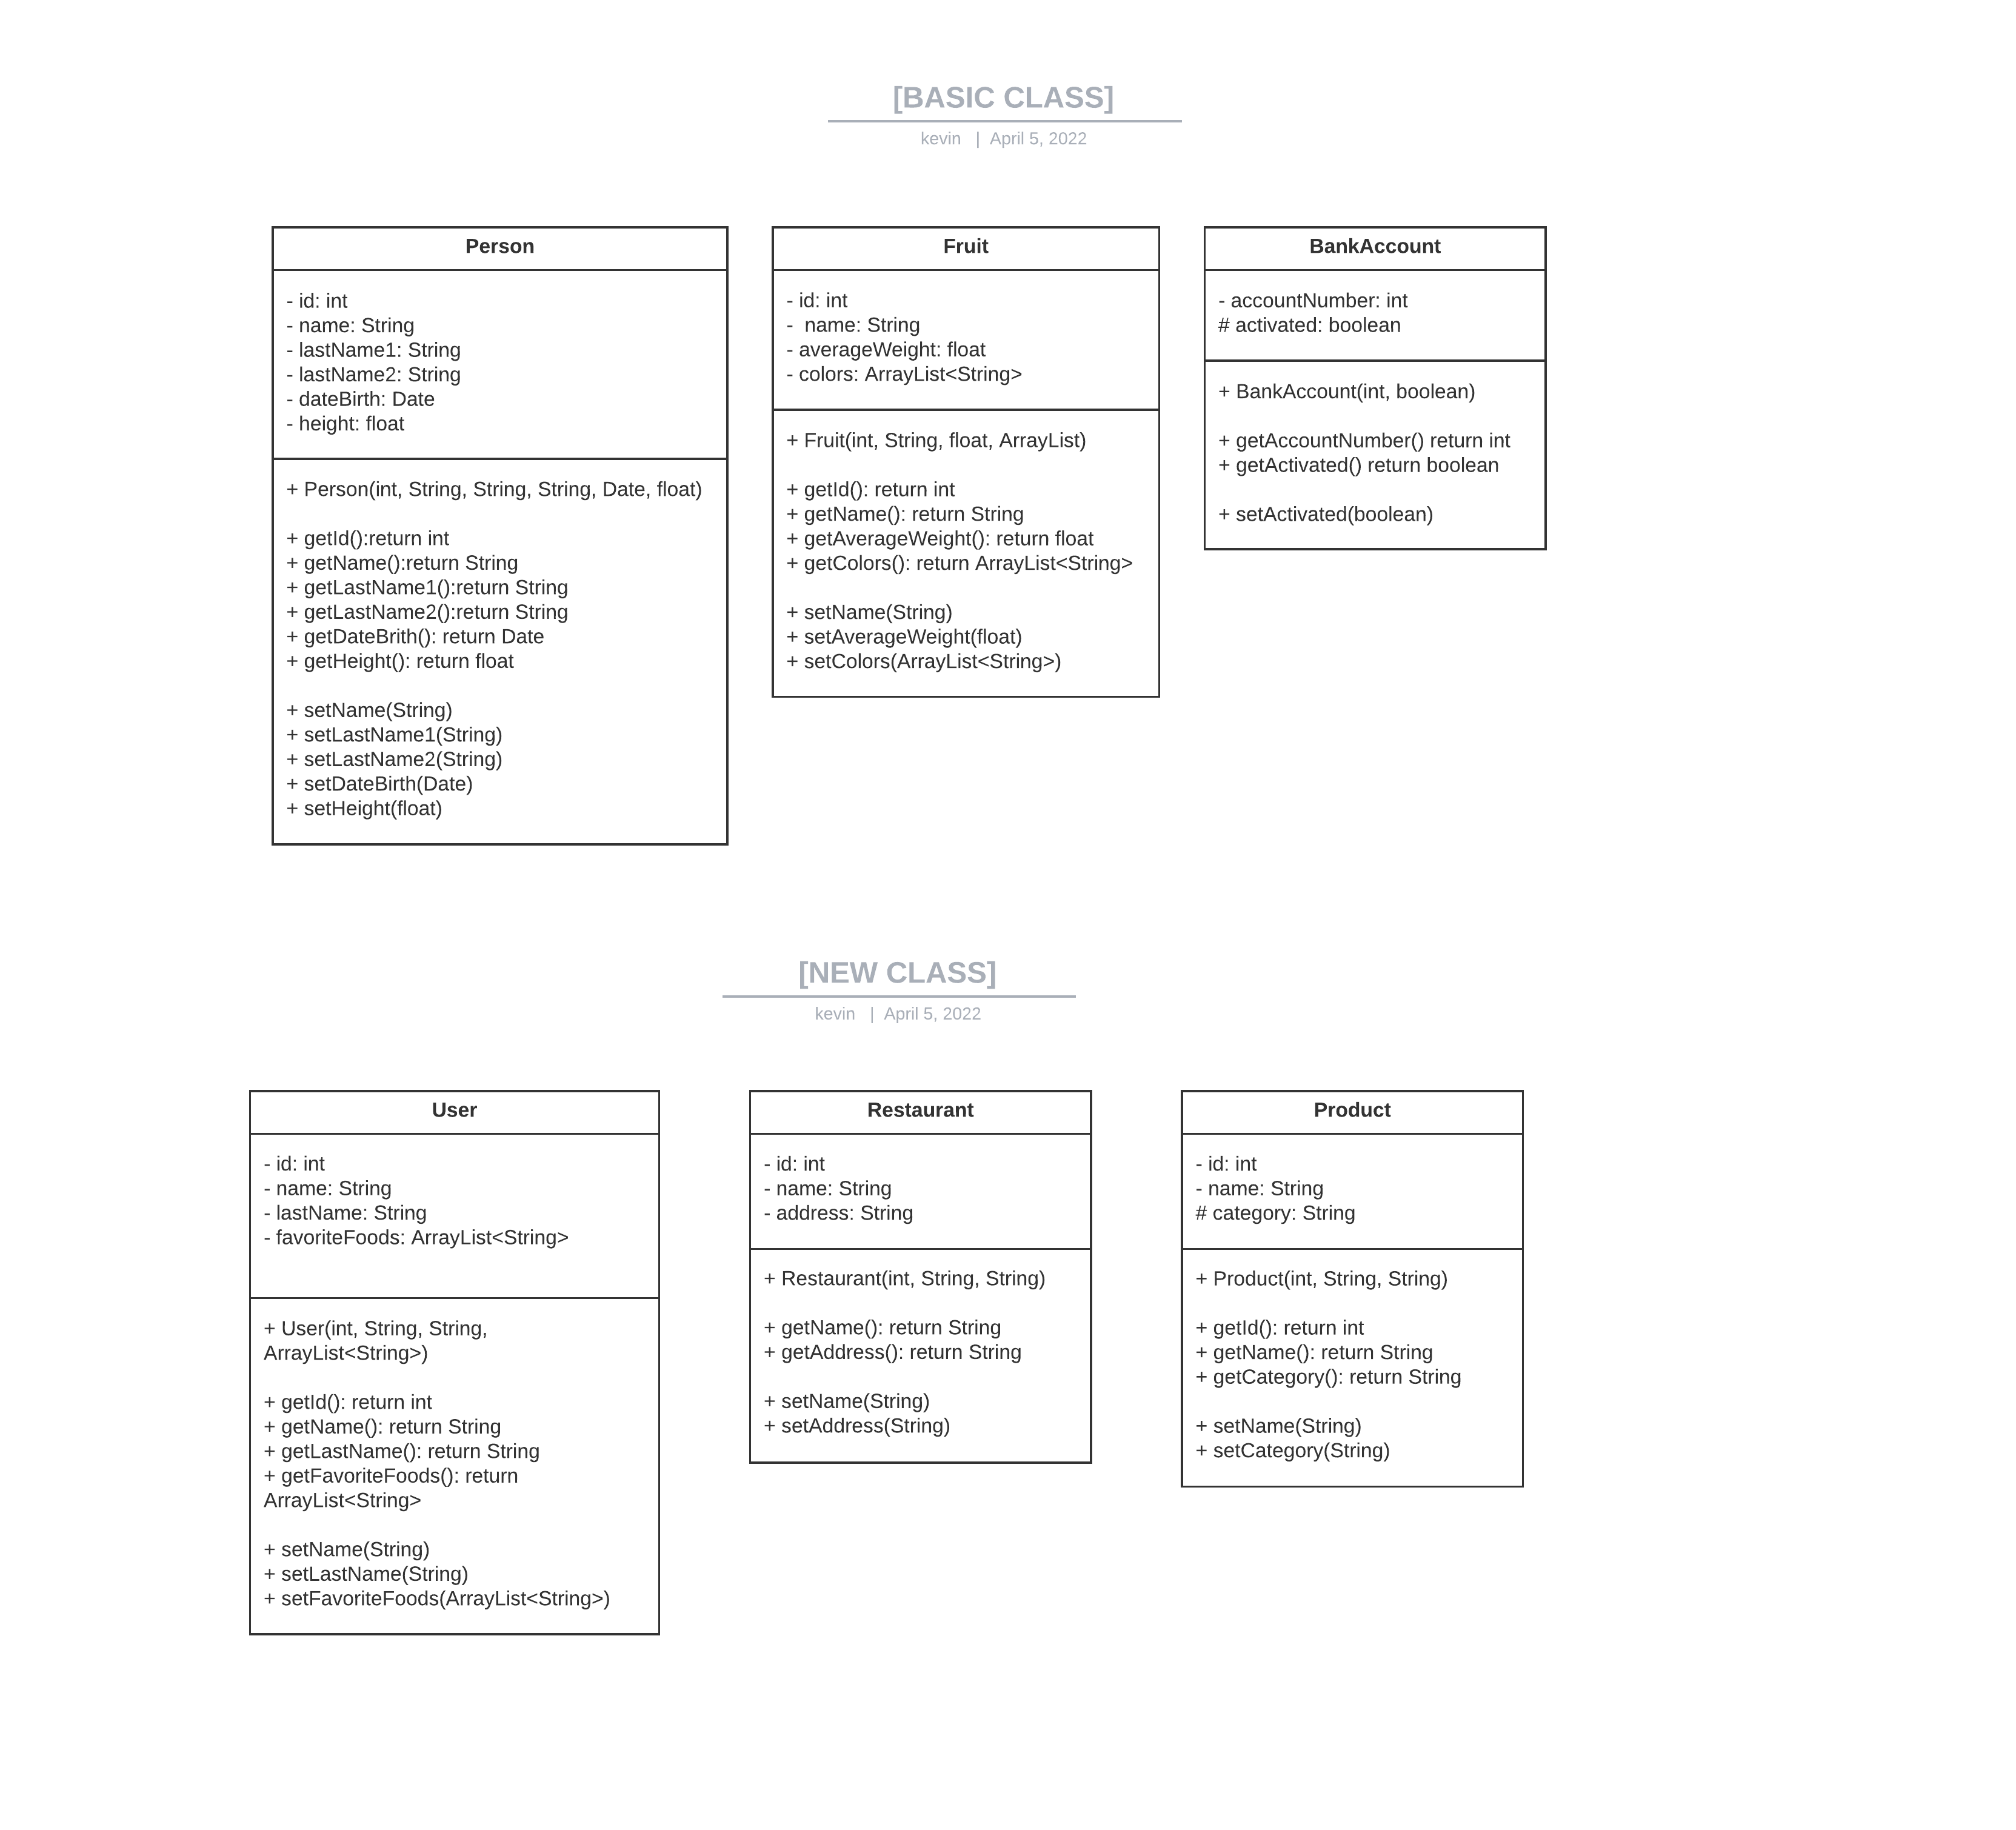 [BASIC CLASS]
kevin | April 5, 2022
Person
- id: int
- name: String
- lastName1: String
- lastName2: String
- dateBirth: Date
- height: float
+ Person(int, String, String, String, Date, float)
+ getId():return int
+ getName():return String
+ getLastName1():return String
+ getLastName2():return String
+ getDateBrith(): return Date
+ getHeight(): return float
+ setName(String)
+ setLastName1(String)
+ setLastName2(String)
+ setDateBirth(Date)
+ setHeight(float)
Fruit
- id: int
-  name: String
- averageWeight: float
- colors: ArrayList<String>
+ Fruit(int, String, float, ArrayList)
+ getId(): return int
+ getName(): return String
+ getAverageWeight(): return float
+ getColors(): return ArrayList<String>
+ setName(String)
+ setAverageWeight(float)
+ setColors(ArrayList<String>)
BankAccount
- accountNumber: int
# activated: boolean
+ BankAccount(int, boolean)
+ getAccountNumber() return int
+ getActivated() return boolean
+ setActivated(boolean)
[NEW CLASS]
kevin | April 5, 2022
User
- id: int
- name: String
- lastName: String
- favoriteFoods: ArrayList<String>
+ User(int, String, String,
ArrayList<String>)
+ getId(): return int
+ getName(): return String
+ getLastName(): return String
+ getFavoriteFoods(): return
ArrayList<String>
+ setName(String)
+ setLastName(String)
+ setFavoriteFoods(ArrayList<String>)
Restaurant
- id: int
- name: String
- address: String
+ Restaurant(int, String, String)
+ getName(): return String
+ getAddress(): return String
+ setName(String)
+ setAddress(String)
Product
- id: int
- name: String
# category: String
+ Product(int, String, String)
+ getId(): return int
+ getName(): return String
+ getCategory(): return String
+ setName(String)
+ setCategory(String)